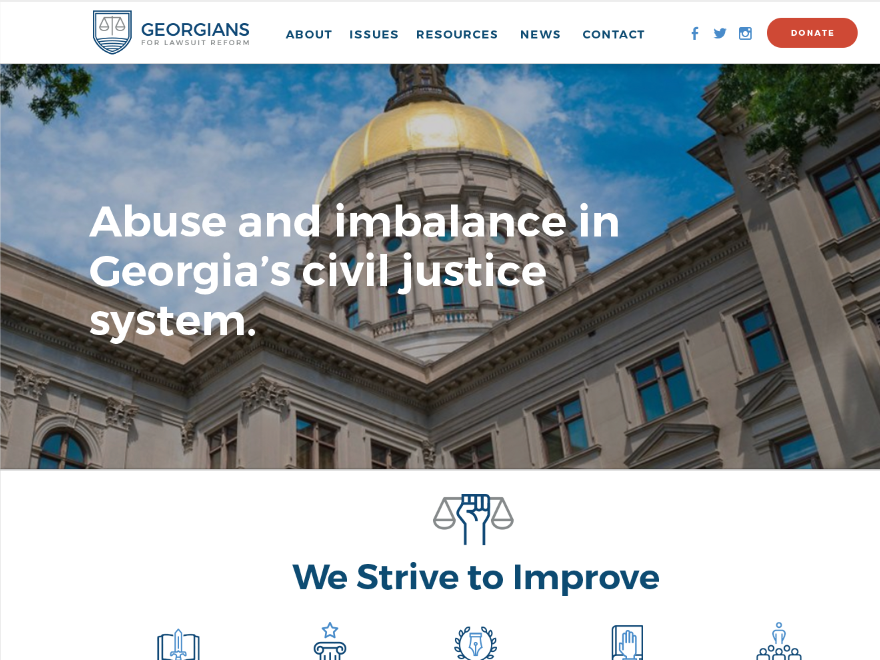 GEORGIANS
FOR LAWSUIT REFORM
ABOUT
ISSUES
RESOURCES
NEWS
CONTACT
DONATE
Abuse and imbalance in
Georgia’s civil justice
system.
We Strive to Improve